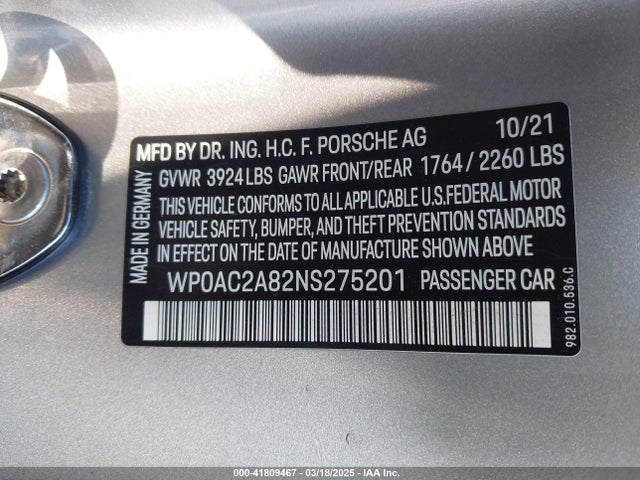 MFD BY DR. ING. H.C. F. PORSCHE AG 10/21
GVWR 3924 LBS GAWR FRONT/REAR 1764 / 2260 LBS
THIS VEHICLE CONFORMS TO ALL APPLICABLE U.S.FEDERAL MOTOR
VEHICLE SAFETY, BUMPER, AND THEFT PREVENTION STANDARDS
IN EFFECT ON THE DATE OF MANUFACTURE SHOWN ABOVE
WP0AC2A82NS275201 PASSENGER CAR
MADE IN GERMANY
982.010.536.C
000-41809467 - 03/18/2025 - IAA Inc.